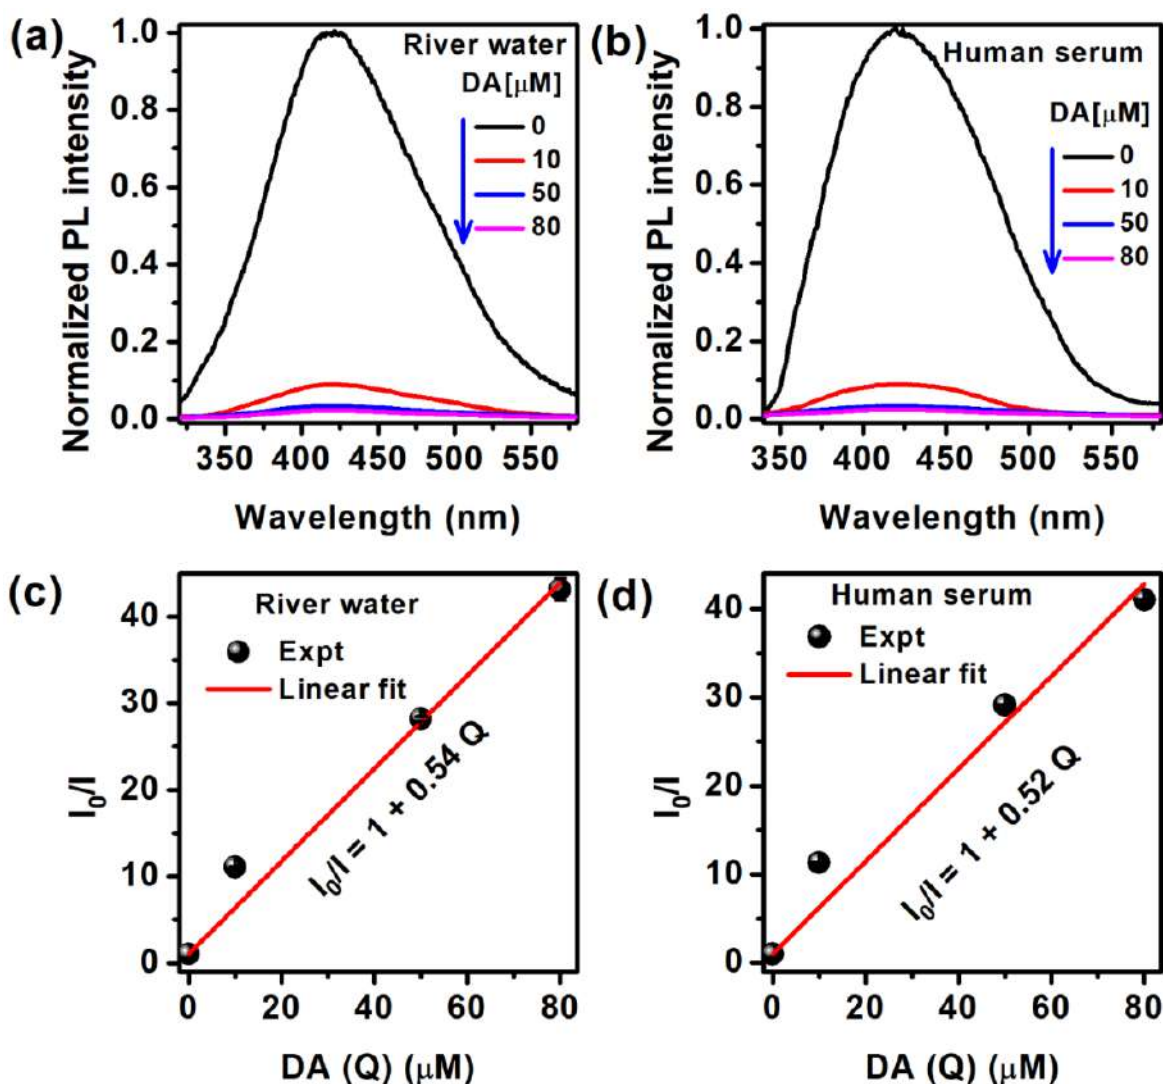 (a)
River water
DA[μM]
0
10
50
80
1.0
0.8
0.6
0.4
0.2
0.0
Normalized PL intensity
350 400 450 500 550
Wavelength (nm)
(b)
Human serum
DA[μM]
0
10
50
80
1.0
0.8
0.6
0.4
0.2
0.0
Normalized PL intensity
350 400 450 500 550
Wavelength (nm)
(c)
River water
Expt
Linear fit
I₀/I = 1 + 0.54 Q
40
30
20
10
0
I₀/I
0 20 40 60 80
DA (Q) (μM)
(d)
Human serum
Expt
Linear fit
I₀/I = 1 + 0.52 Q
40
30
20
10
0
I₀/I
0 20 40 60 80
DA (Q) (μM)